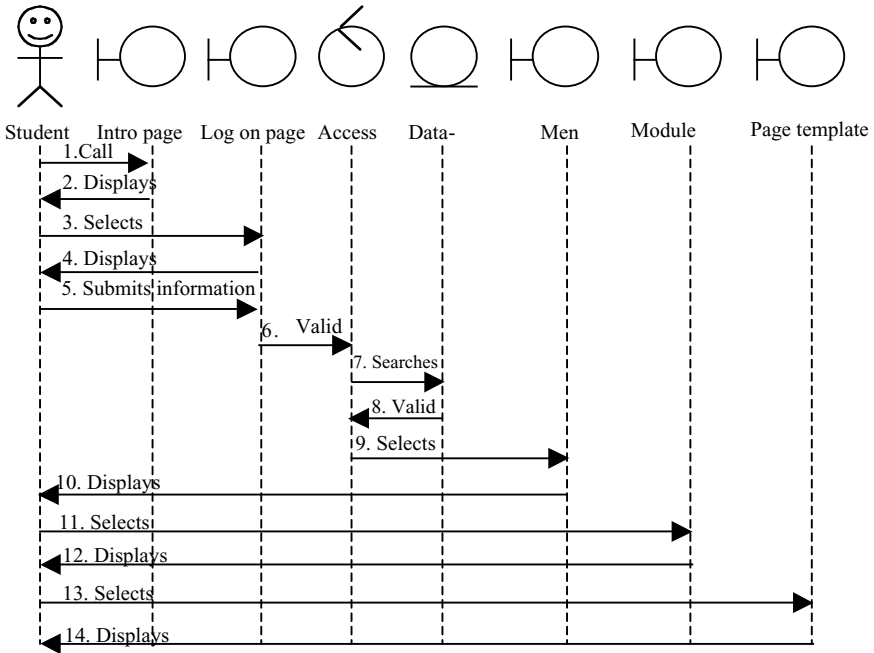 Student Intro page Log on page Access Data- Men Module Page template
1.Call
2. Displays
3. Selects
4. Displays
5. Submits information
6. Valid
7. Searches
8. Valid
9. Selects
10. Displays
11. Selects
12. Displays
13. Selects
14. Displays